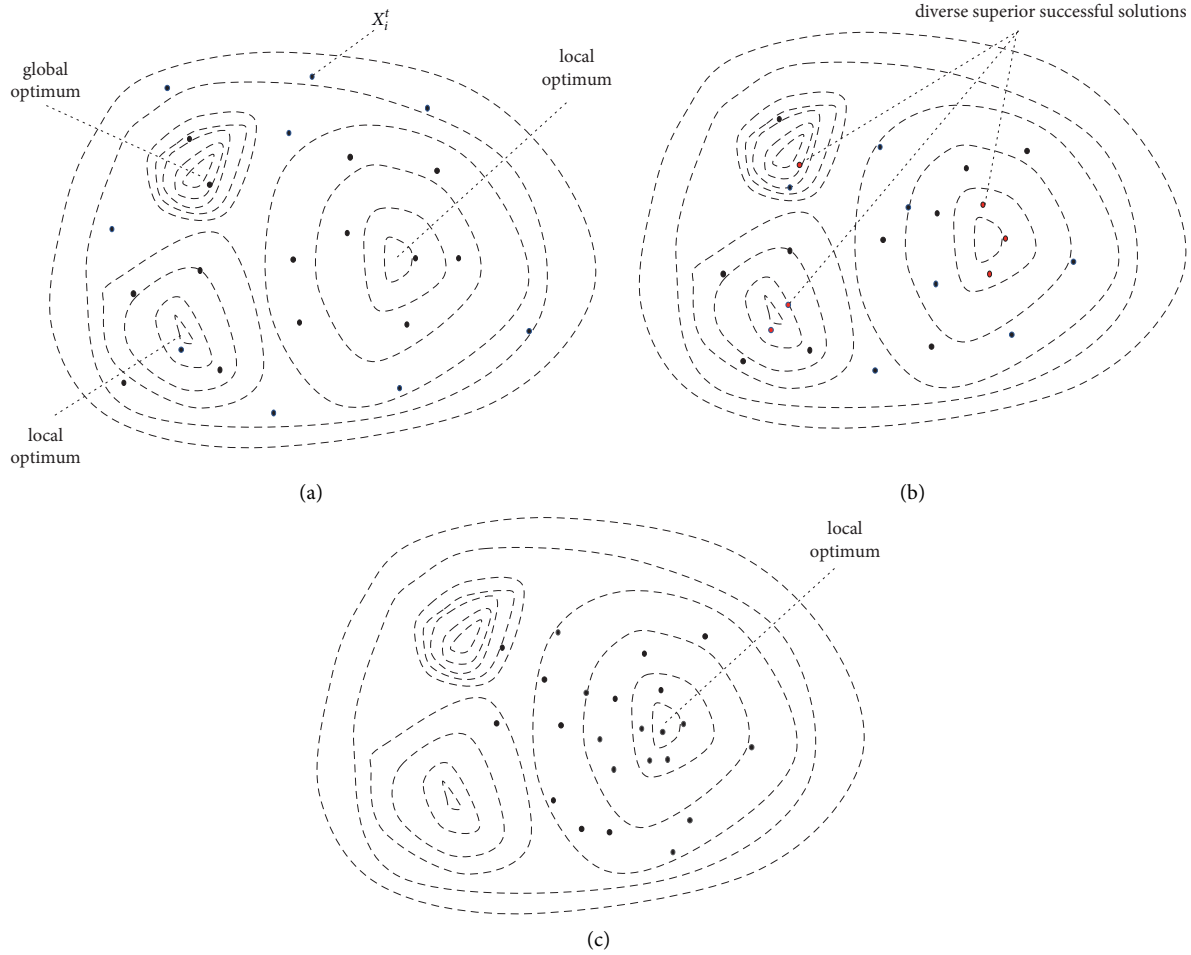 X_i^t
global
optimum
local
optimum
local
optimum
(a)
diverse superior successful solutions
(b)
local
optimum
(c)